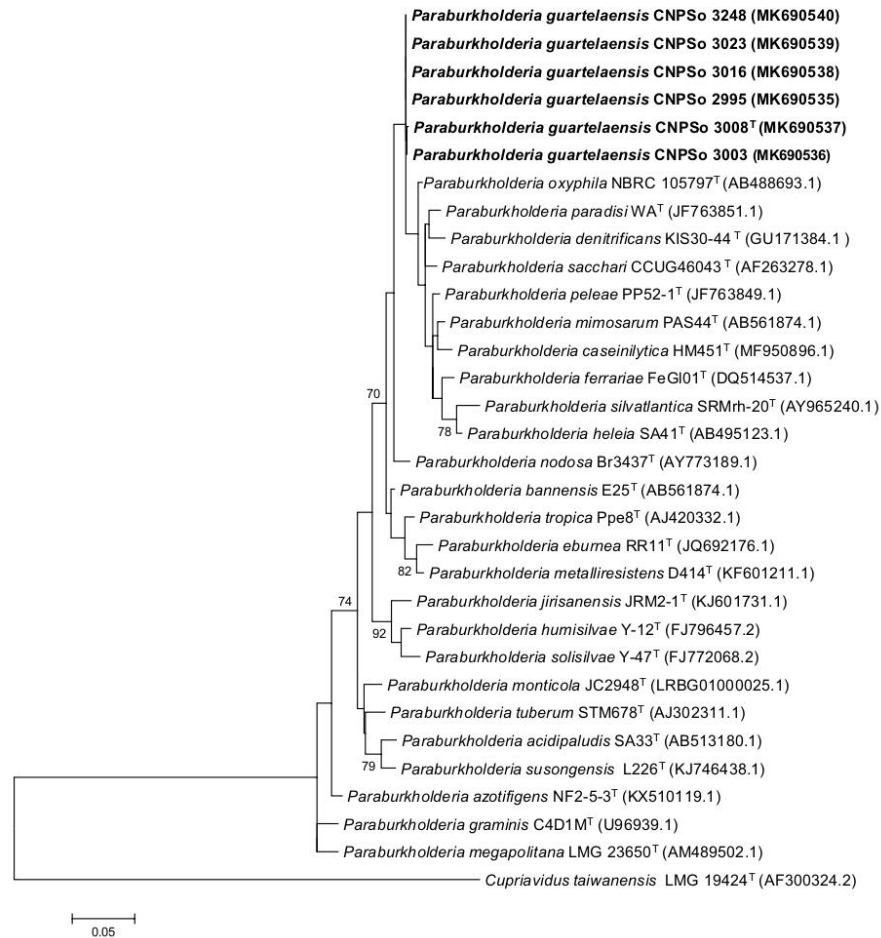 Paraburkholderia guartelaensis CNPSo 3248 (MK690540)
Paraburkholderia guartelaensis CNPSo 3023 (MK690539)
Paraburkholderia guartelaensis CNPSo 3016 (MK690538)
Paraburkholderia guartelaensis CNPSo 2995 (MK690535)
Paraburkholderia guartelaensis CNPSo 3008ᵀ (MK690537)
Paraburkholderia guartelaensis CNPSo 3003 (MK690536)
Paraburkholderia oxyphila NBRC 105797ᵀ (AB488693.1)
Paraburkholderia paradisi WAᵀ (JF763851.1)
Paraburkholderia denitrificans KIS30-44 ᵀ (GU171384.1 )
Paraburkholderia sacchari CCUG46043 ᵀ (AF263278.1)
Paraburkholderia peleae PP52-1ᵀ (JF763849.1)
Paraburkholderia mimosarum PAS44ᵀ (AB561874.1)
Paraburkholderia caseinilytica HM451ᵀ (MF950896.1)
Paraburkholderia ferrariae FeGI01ᵀ (DQ514537.1)
70
Paraburkholderia silvatlantica SRMrh-20ᵀ (AY965240.1)
78
Paraburkholderia heleia SA41ᵀ (AB495123.1)
Paraburkholderia nodosa Br3437ᵀ (AY773189.1)
Paraburkholderia bannensis E25ᵀ (AB561874.1)
Paraburkholderia tropica Ppe8ᵀ (AJ420332.1)
Paraburkholderia eburnea RR11ᵀ (JQ692176.1)
82
Paraburkholderia metalliresistens D414ᵀ (KF601211.1)
74
Paraburkholderia jirisanensis JRM2-1ᵀ (KJ601731.1)
92
Paraburkholderia humisilvae Y-12ᵀ (FJ796457.2)
Paraburkholderia solisilvae Y-47ᵀ (FJ772068.2)
Paraburkholderia monticola JC2948ᵀ (LRBG01000025.1)
Paraburkholderia tuberum STM678ᵀ (AJ302311.1)
Paraburkholderia acidipaludis SA33ᵀ (AB513180.1)
79
Paraburkholderia susongensis L226ᵀ (KJ746438.1)
Paraburkholderia azotifigens NF2-5-3ᵀ (KX510119.1)
Paraburkholderia graminis C4D1Mᵀ (U96939.1)
Paraburkholderia megapolitana LMG 23650ᵀ (AM489502.1)
Cupriavidus taiwanensis LMG 19424ᵀ (AF300324.2)
0.05